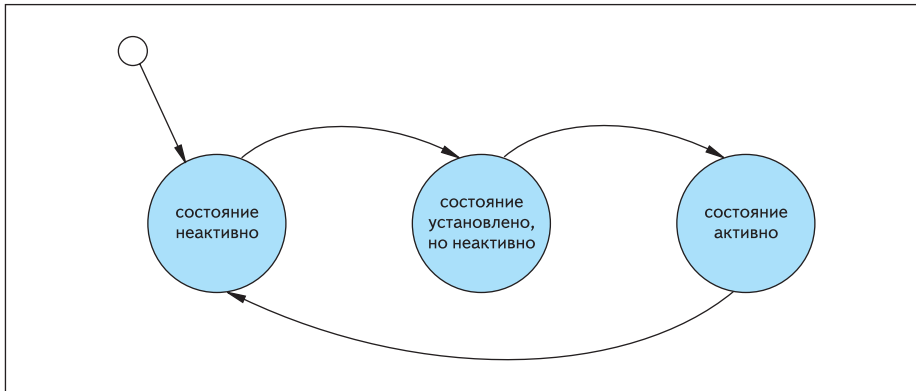 состояние
неактивно
состояние
установлено,
но неактивно
состояние
активно